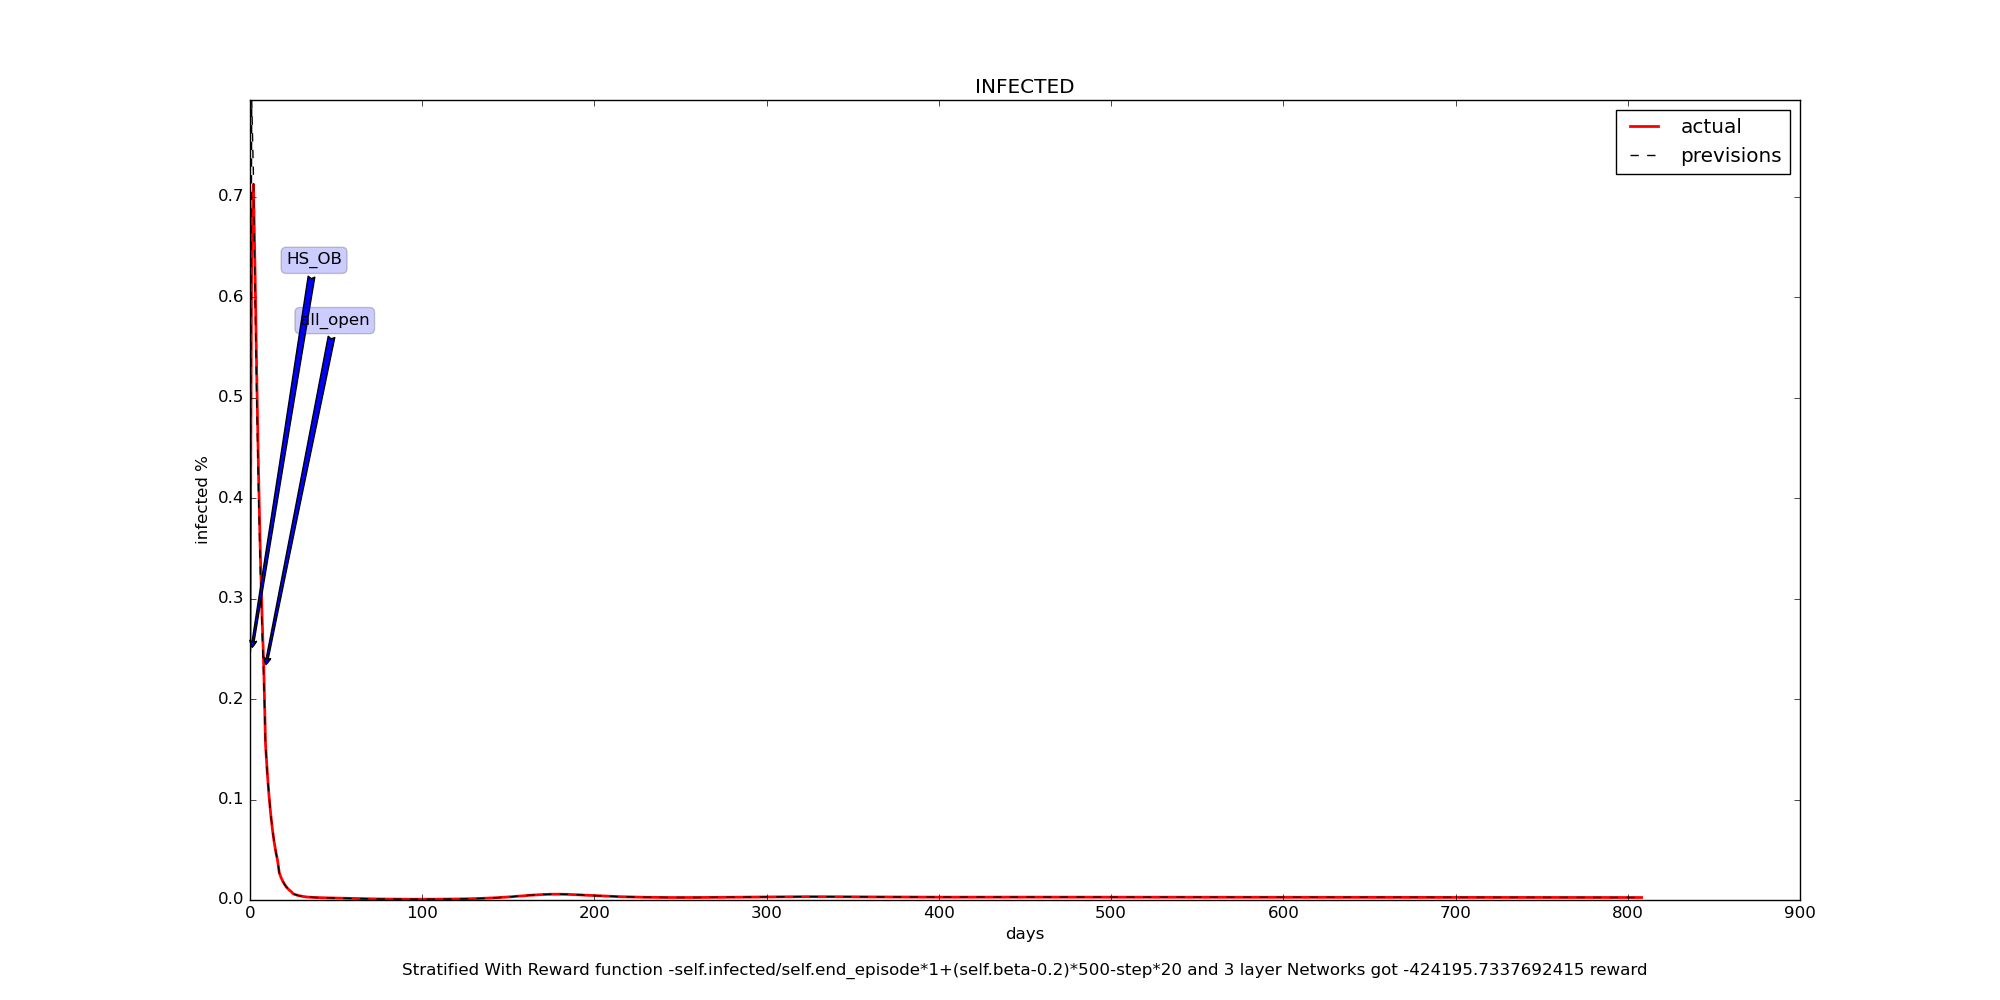 INFECTED
actual
previsions
HS_OB
all_open
infected %
0.7
0.6
0.5
0.4
0.3
0.2
0.1
0.0
0 100 200 300 400 500 600 700 800 900
days
Stratified With Reward function -self.infected/self.end_episode*1+(self.beta-0.2)*500-step*20 and 3 layer Networks got -424195.7337692415 reward